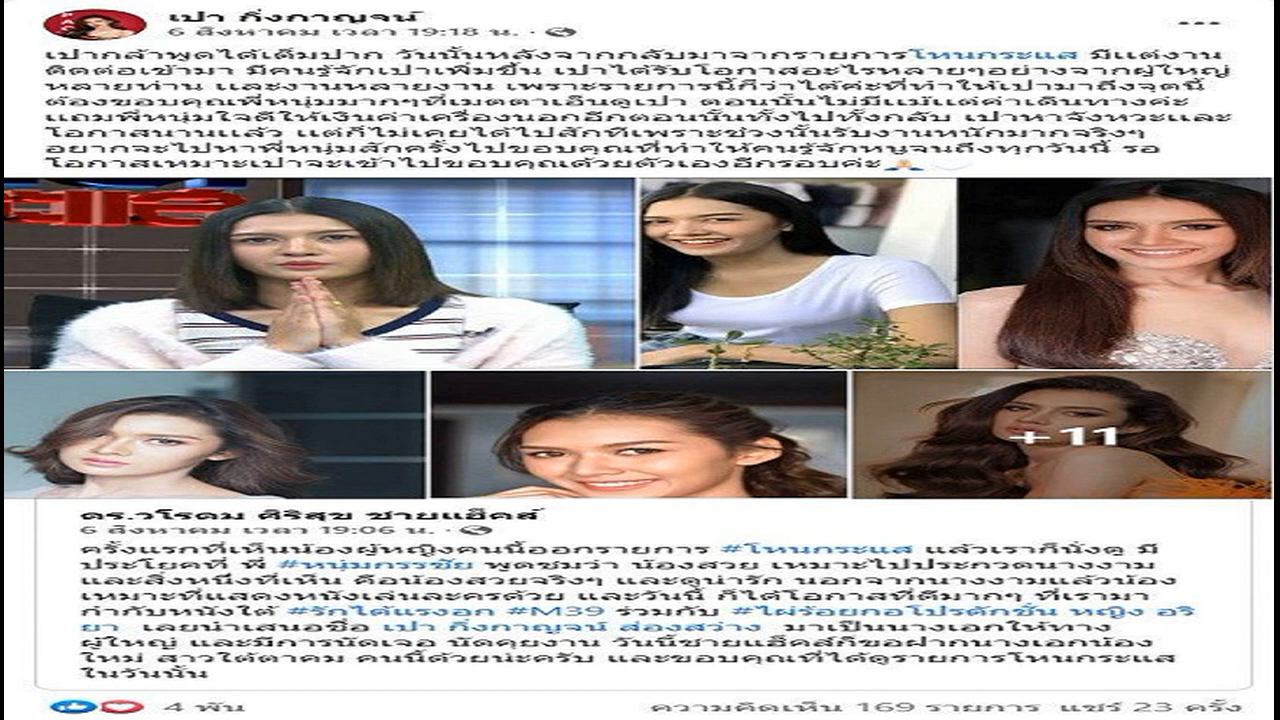 เปา กิ่งกาญจน์
6 สิงหาคม เวลา 19:18 น. ·
เปากล้าพูดได้เต็มปาก วันนั้นหลังจากกลับมาจากรายการโหนกระแส มีแต่งาน
ติดต่อเข้ามา มีคนรู้จักเปาเพิ่มขึ้น เปาได้รับโอกาสอะไรหลายๆอย่างจากผู้ใหญ่
หลายท่าน และงานหลายงาน เพราะรายการนี้ก็ว่าได้ค่ะที่ทำให้เปามาถึงจุดนี้
ต้องขอบคุณพี่หนุ่มมากๆที่เมตตาเอ็นดูเปา ตอนนั้นไม่มีแม้แต่ค่าเดินทางค่ะ
แถมพี่หนุ่มใจดีให้เงินค่าเครื่องนอกอีกตอนนั้นทั้งไปทั้งกลับ เปาหาจังหวะและ
โอกาสนานแล้ว แต่ก็ไม่เคยได้ไปสักทีเพราะช่วงนั้นรับงานหนักมากจริงๆ
อยากจะไปหาพี่หนุ่มสักครั้งไปขอบคุณที่ทำให้คนรู้จักหนูจนถึงทุกวันนี้ รอ
โอกาสเหมาะเปาจะเข้าไปขอบคุณด้วยตัวเองอีกรอบค่ะ🙏🤍
+11
ดร.วโรดม ศิริสุข ชายแฮ็คส์
6 สิงหาคม เวลา 19:06 น. ·
ครั้งแรกที่เห็นน้องผู้หญิงคนนี้ออกรายการ #โหนกระแส แล้วเราก็นั่งดู มี
ประโยคที่ พี่ #หนุ่มกรรชัย พูดชมว่า น้องสวย เหมาะไปประกวดนางงาม
และสิ่งหนึ่งที่เห็น คือน้องสวยจริงๆ และดูน่ารัก นอกจากนางงามแล้วน้อง
เหมาะที่แสดงหนังเล่นละครด้วย และวันนี้ ก็ได้โอกาสที่ดีมากๆ ที่เรามา
กำกับหนังใต้ #รักได้แรงอก #M39 ร่วมกับ #ไผ่ร้อยกอโปรดักชั่น หญิง อริ
ยา เลยนำเสนอชื่อ เปา กิ่งกาญจน์ ส่องสว่าง มาเป็นนางเอกให้ทาง
ผู้ใหญ่ และมีการนัดเจอ นัดคุยงาน วันนี้ชายแฮ็คส์ก็ขอฝากนางเอกน้อง
ใหม่ สาวใต้ตาคม คนนี้ด้วยน่ะครับ และขอบคุณที่ได้ดูรายการโหนกระแส
ในวันนั้น
4 พัน ความคิดเห็น 169 รายการ แชร์ 23 ครั้ง